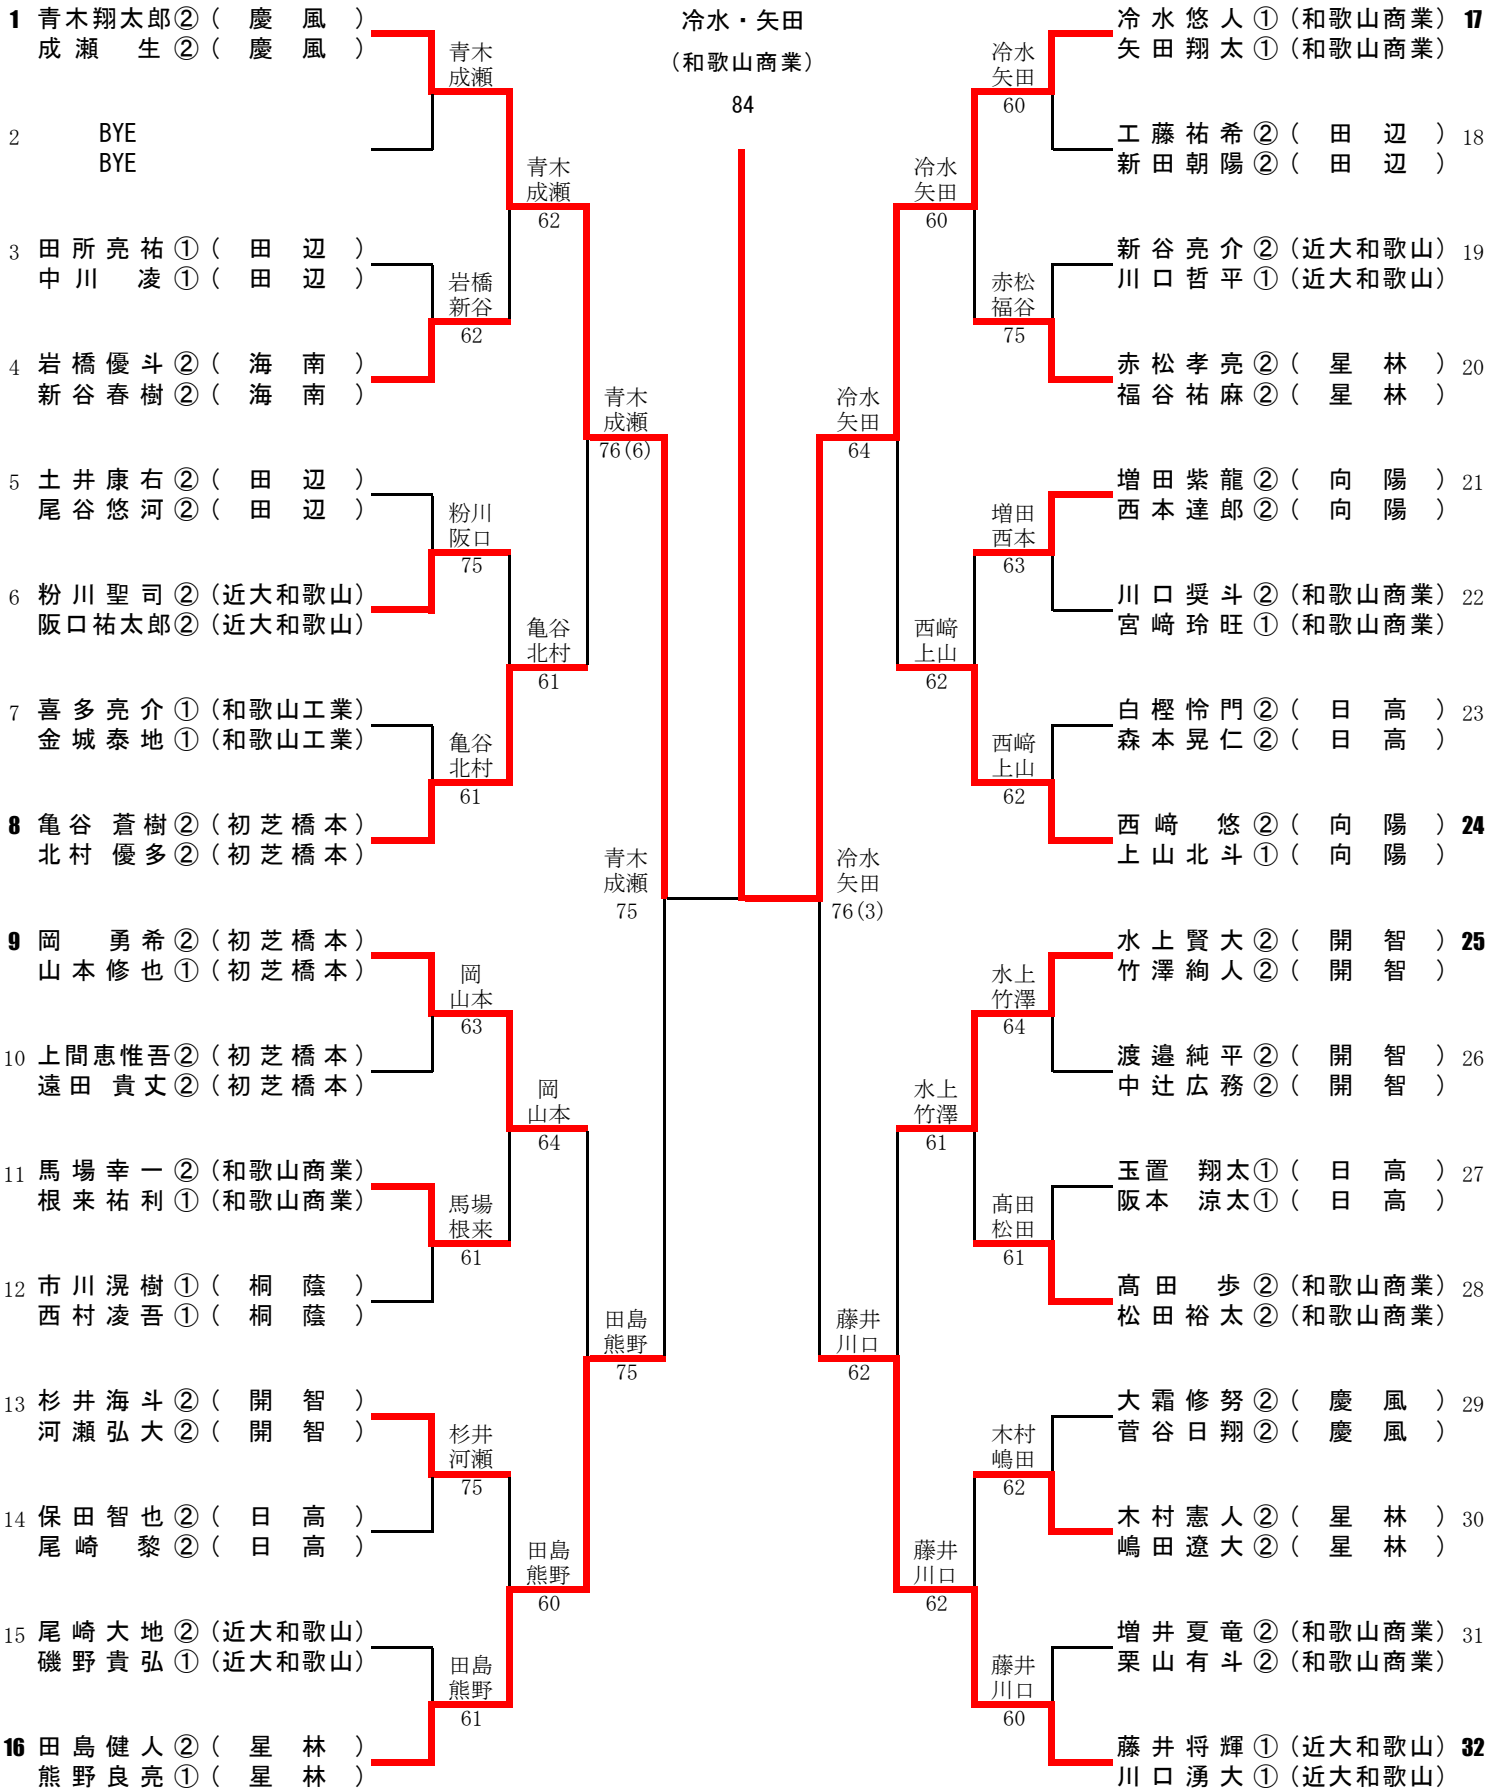 冷水・矢田
(和歌山商業)
84
1 青木翔太郎② ( 慶 風 )
成瀬 生② ( 慶 風 )
青木
成瀬
2 BYE
BYE
青木
成瀬
62
3 田所亮祐① ( 田 辺 )
中川 凌① ( 田 辺 )
岩橋
新谷
62
4 岩橋優斗② ( 海 南 )
新谷春樹② ( 海 南 )
青木
成瀬
76(6)
5 土井康右② ( 田 辺 )
尾谷悠河② ( 田 辺 )
粉川
阪口
75
6 粉川聖司② (近大和歌山)
阪口祐太郎② (近大和歌山)
亀谷
北村
61
7 喜多亮介① (和歌山工業)
金城泰地① (和歌山工業)
亀谷
北村
61
8 亀谷 蒼樹② (初芝橋本)
北村 優多② (初芝橋本)
青木
成瀬
75
9 岡 勇希② (初芝橋本)
山本修也① (初芝橋本)
岡
山本
63
10 上間恵惟吾② (初芝橋本)
遠田 貴丈② (初芝橋本)
岡
山本
64
11 馬場幸一② (和歌山商業)
根来祐利① (和歌山商業)
馬場
根来
61
12 市川滉樹① ( 桐 蔭 )
西村凌吾① ( 桐 蔭 )
田島
熊野
75
13 杉井海斗② ( 開 智 )
河瀬弘大② ( 開 智 )
杉井
河瀬
75
14 保田智也② ( 日 高 )
尾崎 黎② ( 日 高 )
田島
熊野
60
15 尾崎大地② (近大和歌山)
磯野貴弘① (近大和歌山)
田島
熊野
61
16 田島健人② ( 星 林 )
熊野良亮① ( 星 林 )
冷水悠人① (和歌山商業) 17
矢田翔太① (和歌山商業)
冷水
矢田
60
工藤祐希② ( 田 辺 ) 18
新田朝陽② ( 田 辺 )
冷水
矢田
60
新谷亮介② (近大和歌山) 19
川口哲平① (近大和歌山)
赤松
福谷
75
赤松孝亮② ( 星 林 ) 20
福谷祐麻② ( 星 林 )
冷水
矢田
64
増田紫龍② ( 向 陽 ) 21
西本達郎② ( 向 陽 )
増田
西本
63
川口奨斗② (和歌山商業) 22
宮﨑玲旺① (和歌山商業)
西﨑
上山
62
白樫怜門② ( 日 高 ) 23
森本晃仁② ( 日 高 )
西﨑
上山
62
西﨑 悠② ( 向 陽 ) 24
上山北斗① ( 向 陽 )
冷水
矢田
76(3)
水上賢大② ( 開 智 ) 25
竹澤絢人② ( 開 智 )
水上
竹澤
64
渡邉純平② ( 開 智 ) 26
中辻広務② ( 開 智 )
水上
竹澤
61
玉置 翔太① ( 日 高 ) 27
阪本 涼太① ( 日 高 )
髙田
松田
61
髙田 歩② (和歌山商業) 28
松田裕太② (和歌山商業)
藤井
川口
62
大霜修努② ( 慶 風 ) 29
菅谷日翔② ( 慶 風 )
木村
嶋田
62
木村憲人② ( 星 林 ) 30
嶋田遼大② ( 星 林 )
藤井
川口
62
増井夏竜② (和歌山商業) 31
栗山有斗② (和歌山商業)
藤井
川口
60
藤井将輝① (近大和歌山) 32
川口湧大① (近大和歌山)